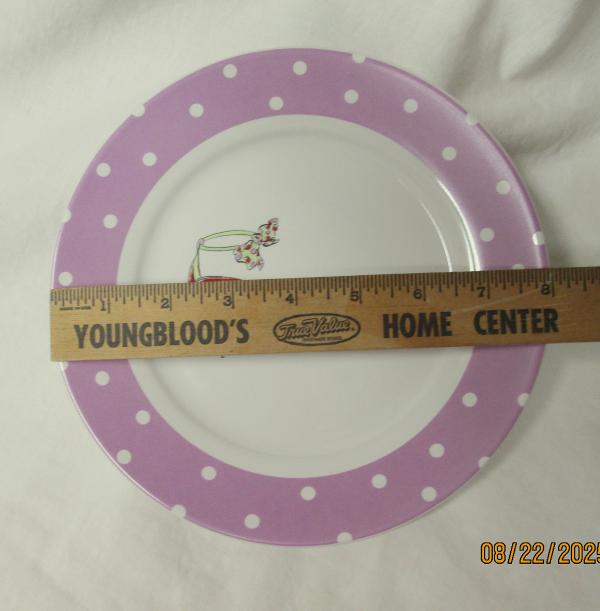 1 2 3 4 5 6 7 8
YOUNGBLOOD'S True Value HOME CENTER
08/22/2025